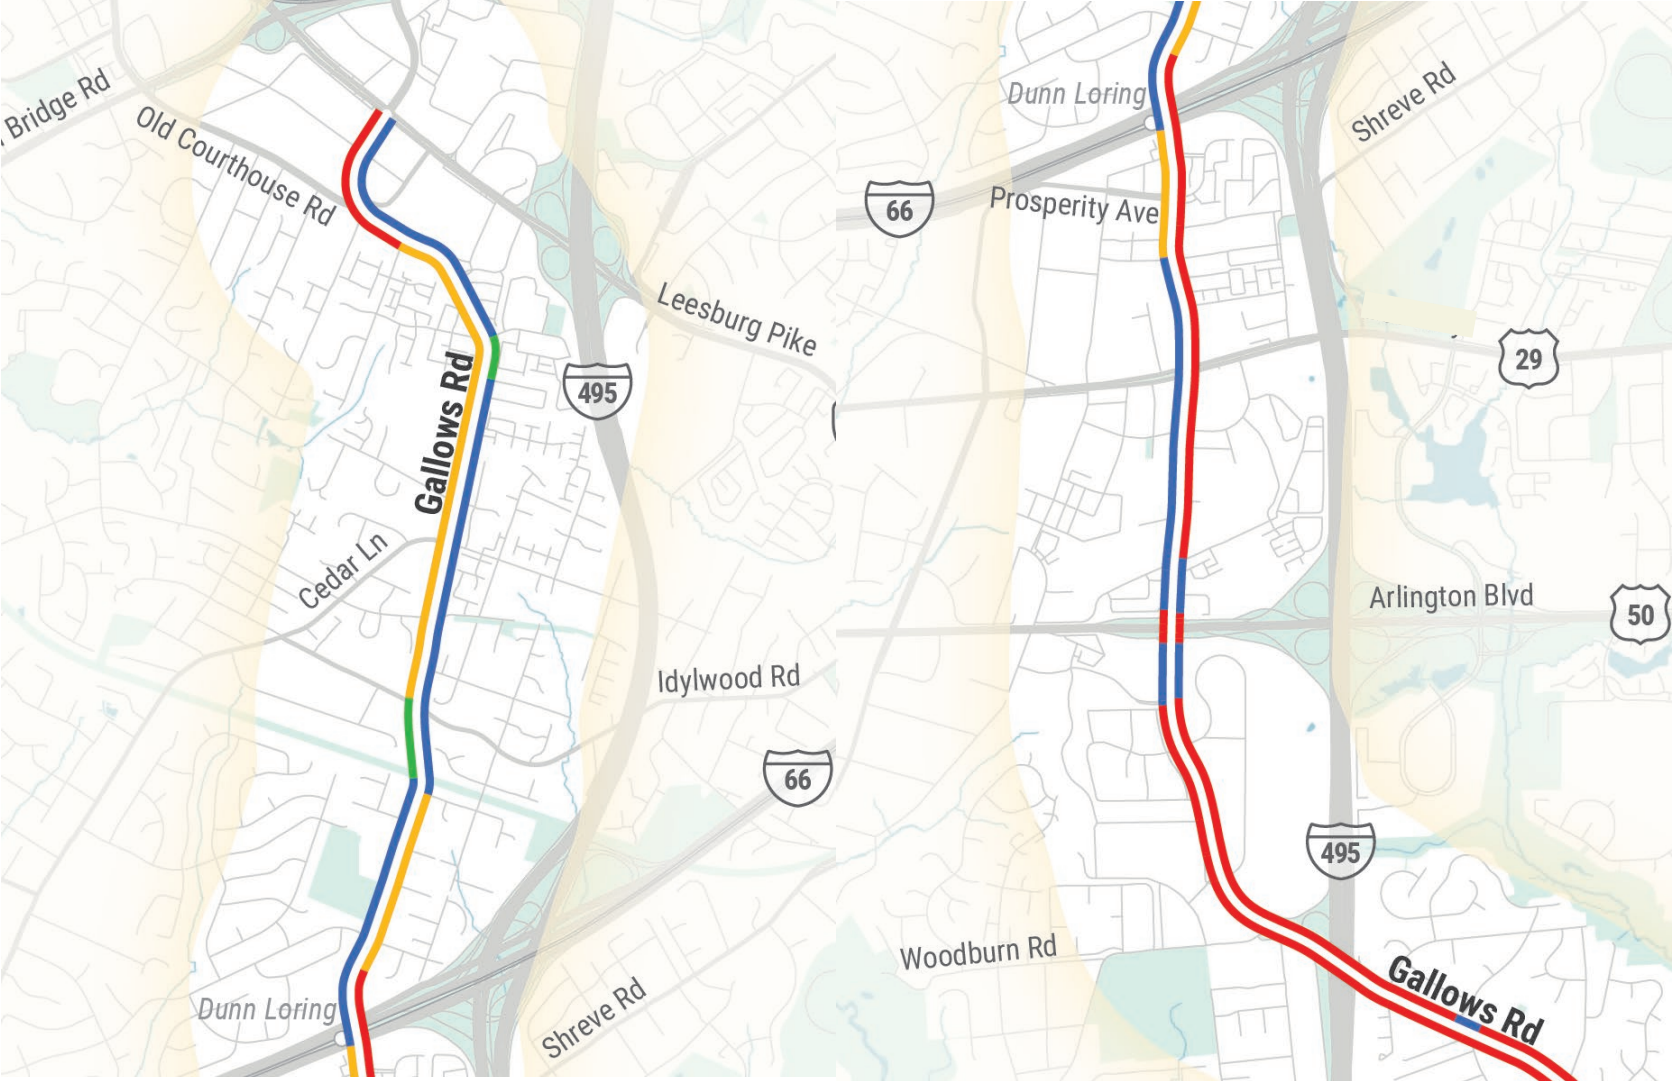 Bridge Rd
Old Courthouse Rd
Leesburg Pike
495
Gallows Rd
Cedar Ln
Idylwood Rd
66
Dunn Loring
Shreve Rd
Dunn Loring
Shreve Rd
66
Prosperity Ave
29
Arlington Blvd
50
495
Woodburn Rd
Gallows Rd